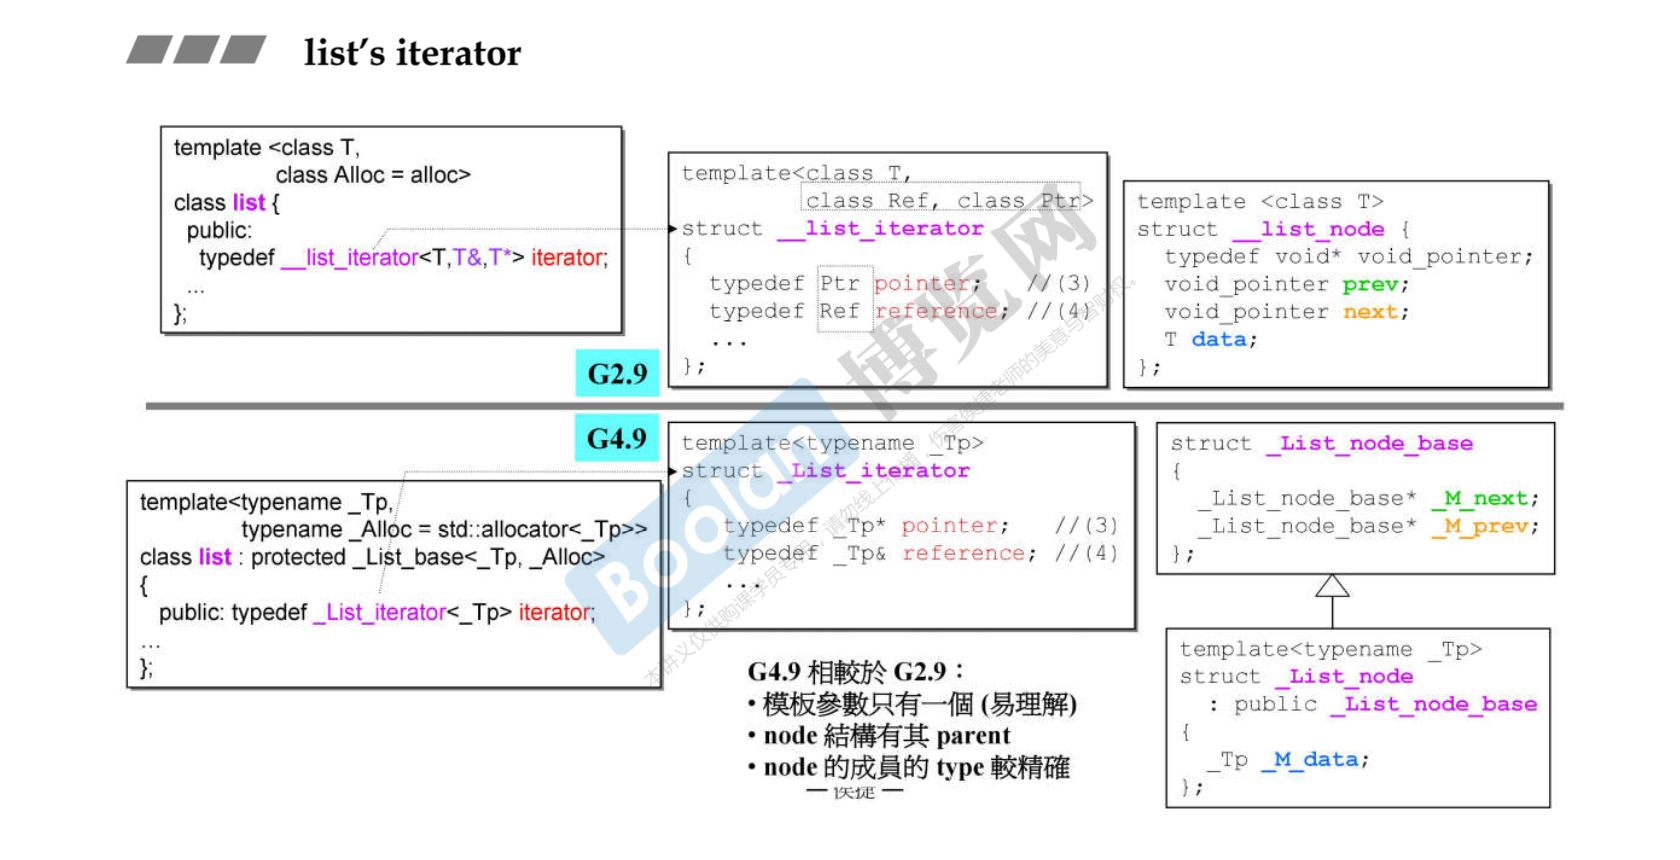 list’s iterator
template <class T,
class Alloc = alloc>
class list {
public:
typedef __list_iterator<T,T&,T*> iterator;
...
};
template<class T,
class Ref, class Ptr>
struct __list_iterator
{
typedef Ptr pointer; //(3)
typedef Ref reference; //(4)
...
};
template <class T>
struct __list_node {
typedef void* void_pointer;
void_pointer prev;
void_pointer next;
T data;
};
G2.9
G4.9
template<typename _Tp,
typename _Alloc = std::allocator<_Tp>>
class list : protected _List_base<_Tp, _Alloc>
{
public: typedef _List_iterator<_Tp> iterator;
...
};
template<typename _Tp>
struct _List_iterator
{
typedef _Tp* pointer; //(3)
typedef _Tp& reference; //(4)
...
};
struct _List_node_base
{
_List_node_base* _M_next;
_List_node_base* _M_prev;
};
template<typename _Tp>
struct _List_node
: public _List_node_base
{
_Tp _M_data;
};
G4.9 相較於 G2.9：
• 模板參數只有一個 (易理解)
• node 結構有其 parent
• node 的成員的 type 較精確
— 侯捷 —
Boolan 博览网